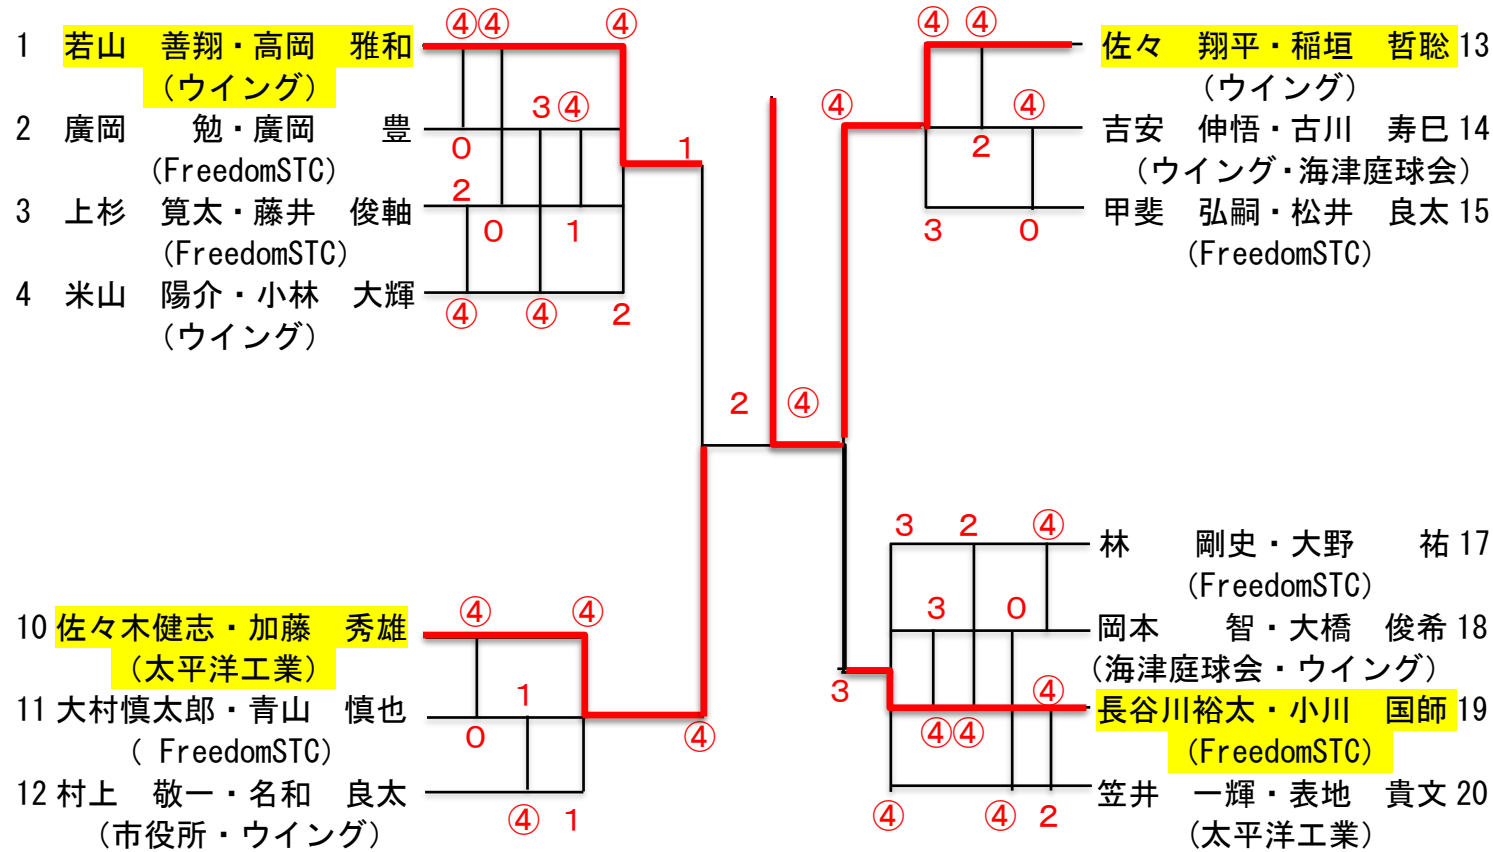 ④④ ④
1 若山 善翔・高岡 雅和
(ウイング)
3④
2 廣岡 勉・廣岡 豊
0
1
(FreedomSTC)
2
3 上杉 筧太・藤井 俊軸
0 1
(FreedomSTC)
4 米山 陽介・小林 大輝
④ ④ 2
(ウイング)
④ ④
佐々 翔平・稲垣 哲聡 13
(ウイング)
④ ④
吉安 伸悟・古川 寿巳 14
2
(ウイング・海津庭球会)
甲斐 弘嗣・松井 良太 15
3 0
(FreedomSTC)
2 ④
④ ④
10 佐々木健志・加藤 秀雄
(太平洋工業)
1
11 大村慎太郎・青山 慎也
0 ④
( FreedomSTC)
12 村上 敬一・名和 良太
④ 1
(市役所・ウイング)
3 2 ④
林 剛史・大野 祐 17
(FreedomSTC)
3 0
岡本 智・大橋 俊希 18
(海津庭球会・ウイング)
3 ④
長谷川裕太・小川 国師 19
④④
(FreedomSTC)
笠井 一輝・表地 貴文 20
④ ④ 2
(太平洋工業)